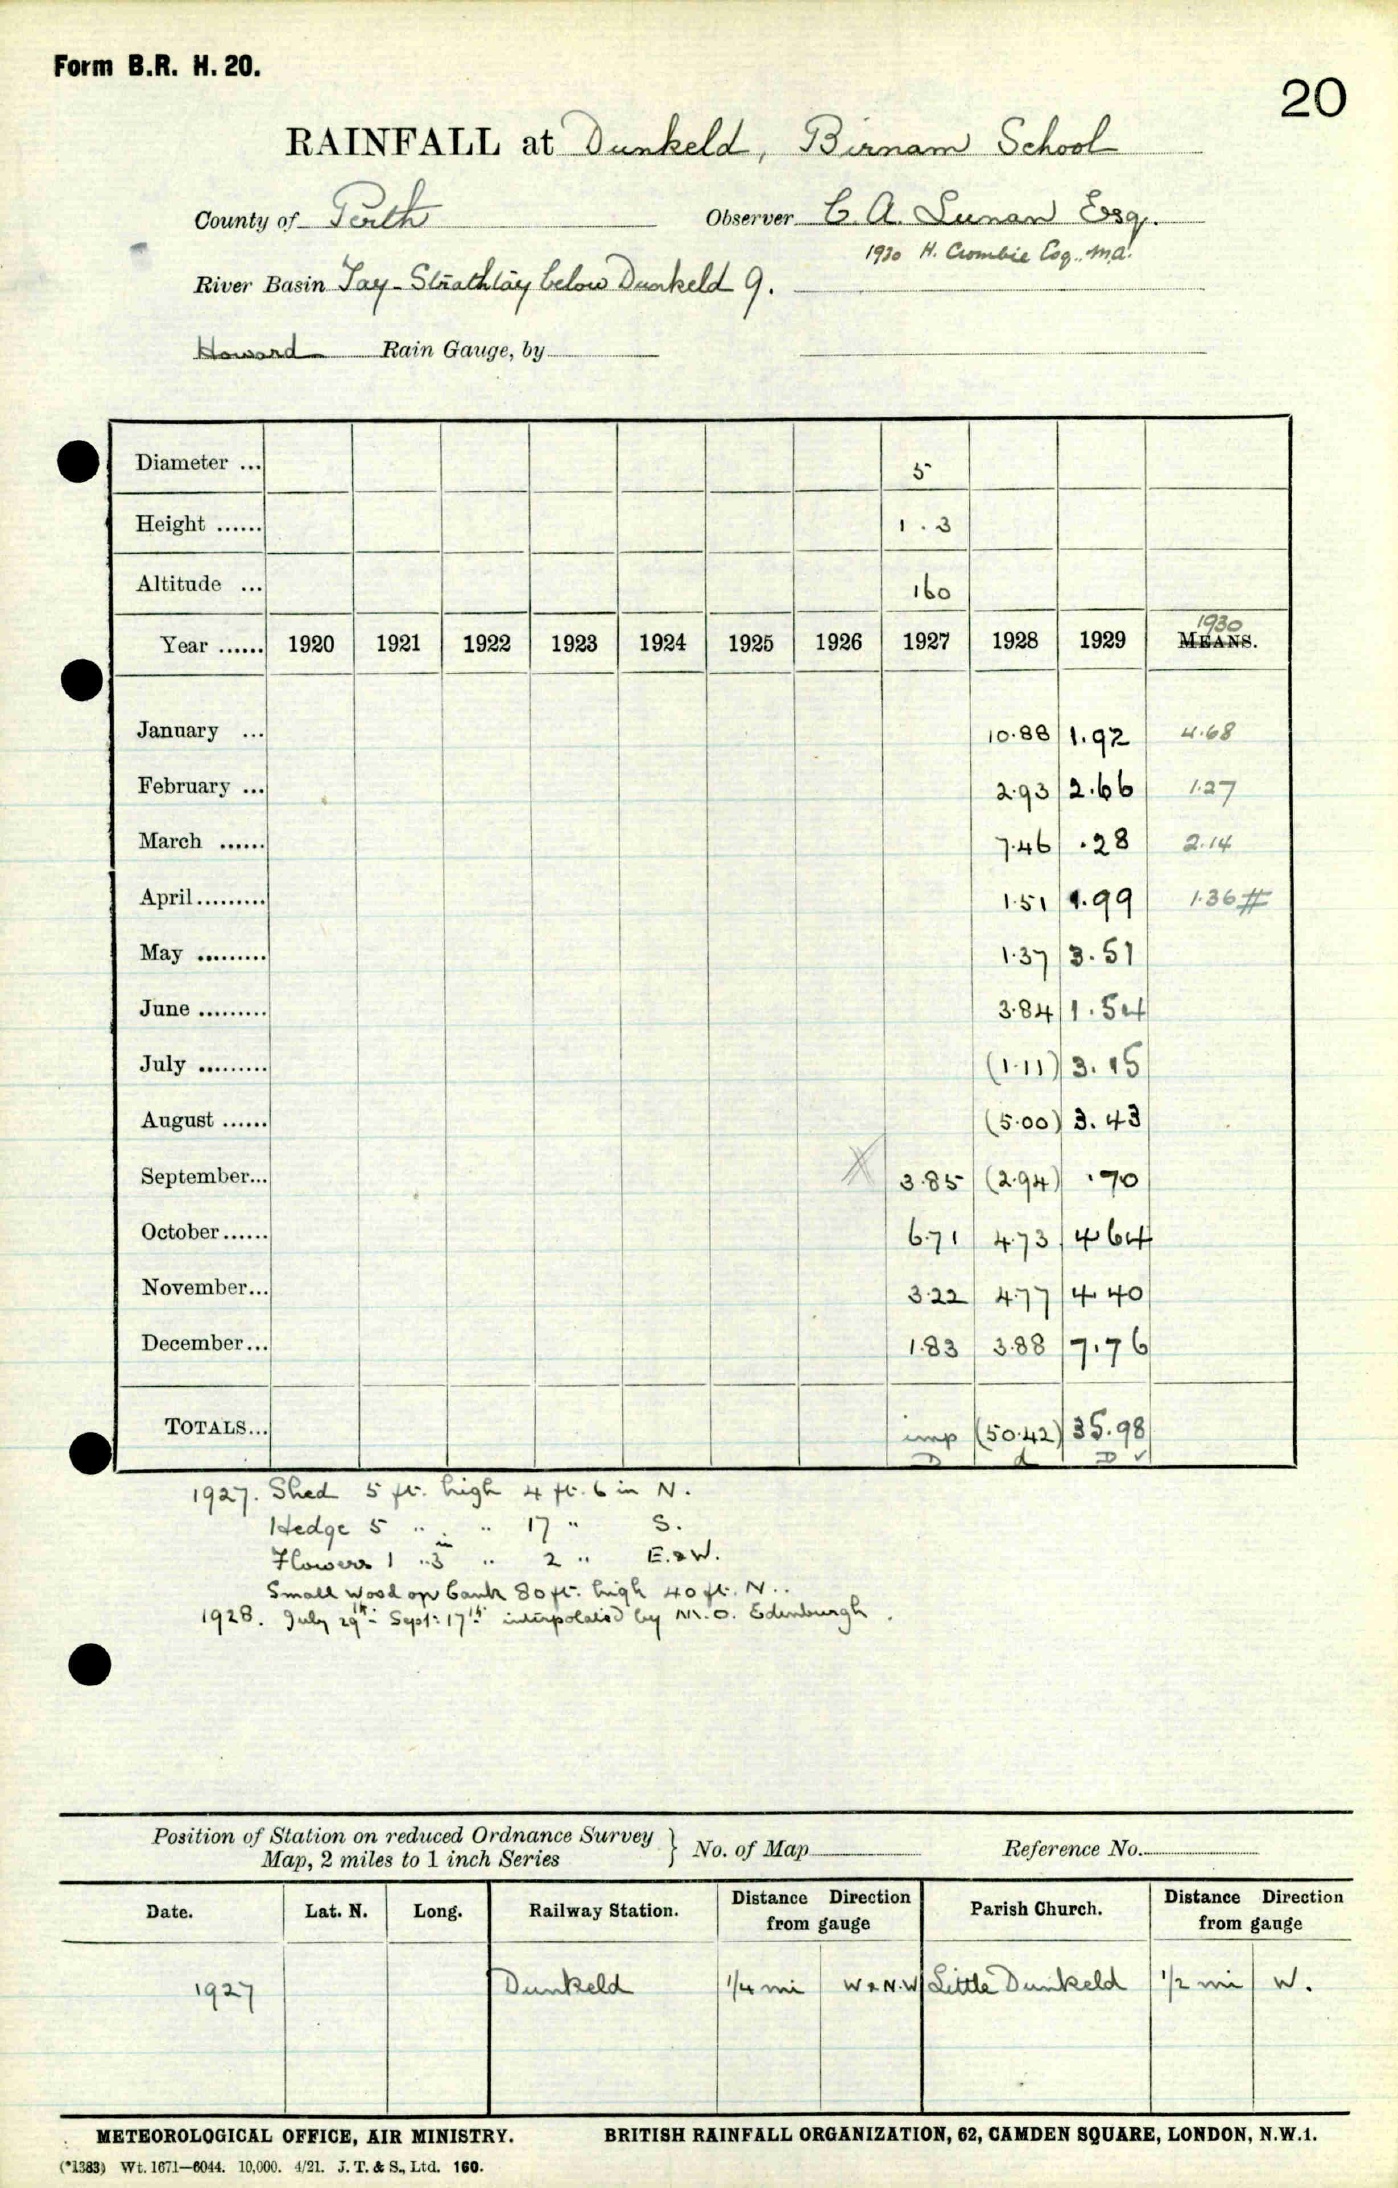 Form B.R. H. 20.
20
RAINFALL at Dunkeld, Birnam School
County of Perth Observer C. A. Lunan Esq.
1930 H. Crombie Esq., M.A.
River Basin Tay - Strathtay below Dunkeld 9.
Howard Rain Gauge, by
Diameter ... 5
Height ...... 1.3
Altitude ... 160
1930
Year ...... 1920 1921 1922 1923 1924 1925 1926 1927 1928 1929 MEANS.
January ... 10.88 1.92 4.68
February ... 2.93 2.66 1.27
March ...... 7.46 .28 2.14
April......... 1.51 1.99 1.36 #
May ......... 1.37 3.51
June ......... 3.84 1.54
July ......... (1.11) 3.15
August ...... (5.00) 3.43
September... X 3.85 (2.94) .70
October...... 6.71 4.73 4 64
November... 3.22 4.77 4 40
December... 1.83 3.88 7.76
TOTALS... imp (50.42) 35.98
D d D ✓
1927. Shed 5 ft. high 4 ft. 6 in N.
Hedge 5 " " 17 " S.
Flowers 1 " 3 in " 2 " E. & W.
Small wood on bank 80 ft. high 40 ft. N..
1928. July 29th - Sept: 17th interpolated by M.O. Edinburgh.
Position of Station on reduced Ordnance Survey
Map, 2 miles to 1 inch Series } No. of Map Reference No.
Date. Lat. N. Long. Railway Station. Distance Direction from gauge Parish Church. Distance Direction from gauge
1927 Dunkeld 1/4 mi W & N.W Little Dunkeld 1/2 mi W.
METEOROLOGICAL OFFICE, AIR MINISTRY. BRITISH RAINFALL ORGANIZATION, 62, CAMDEN SQUARE, LONDON, N.W.1.
(*1383) Wt. 1671—6044. 10,000. 4/21. J. T. & S., Ltd. 160.